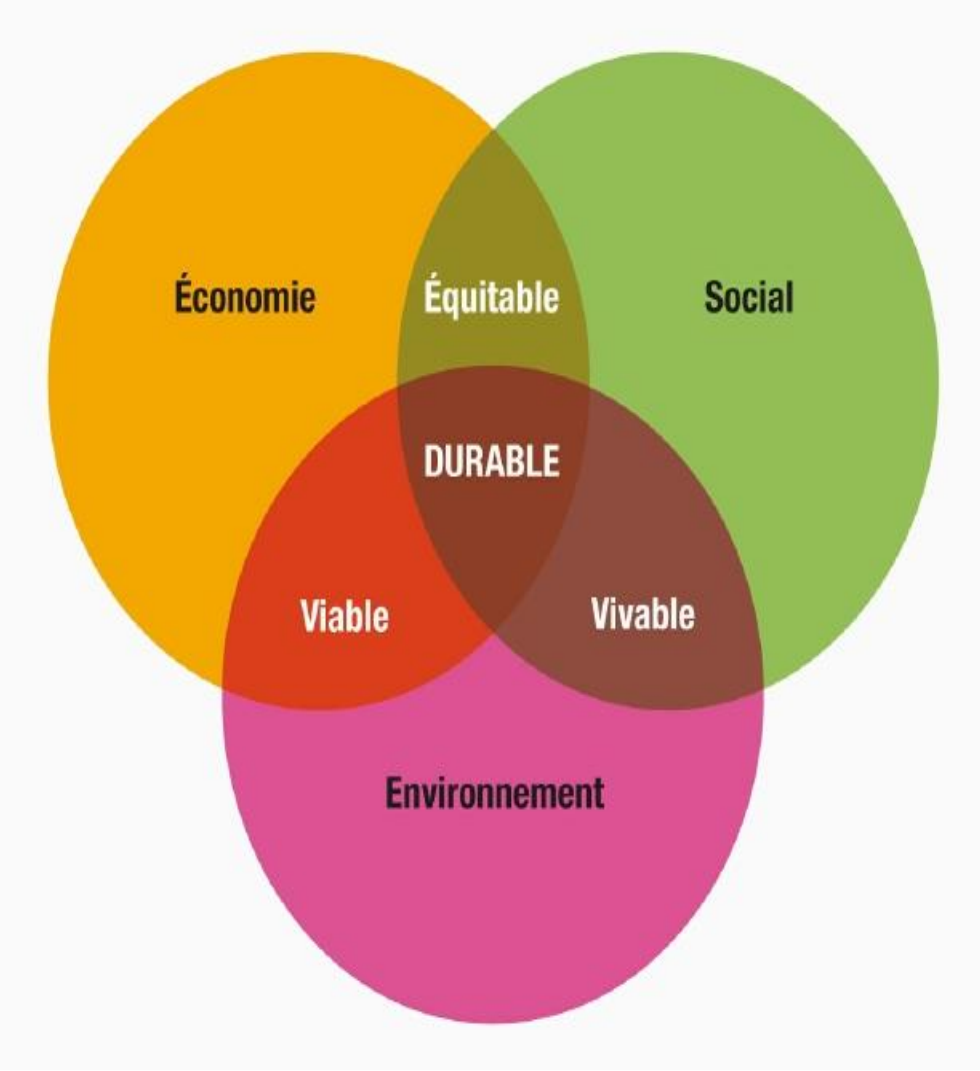 Économie
Équitable
Social
DURABLE
Viable
Vivable
Environnement